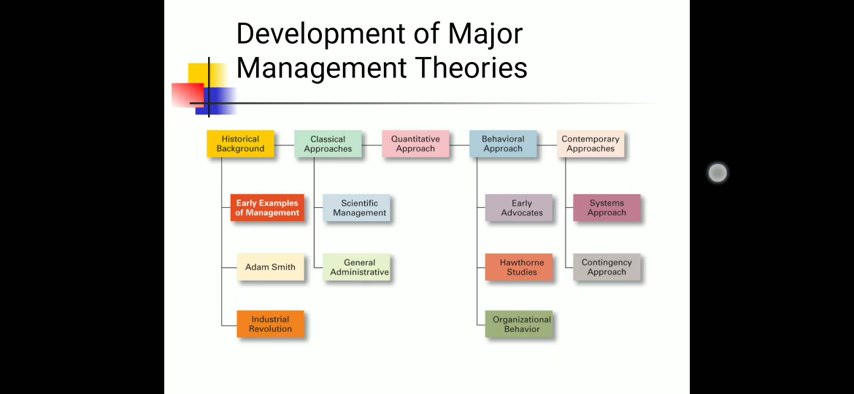 Development of Major
Management Theories
Historical
Background
Classical
Approaches
Quantitative
Approach
Behavioral
Approach
Contemporary
Approaches
Early Examples
of Management
Scientific
Management
Early
Advocates
Systems
Approach
Adam Smith
General
Administrative
Hawthorne
Studies
Contingency
Approach
Industrial
Revolution
Organizational
Behavior